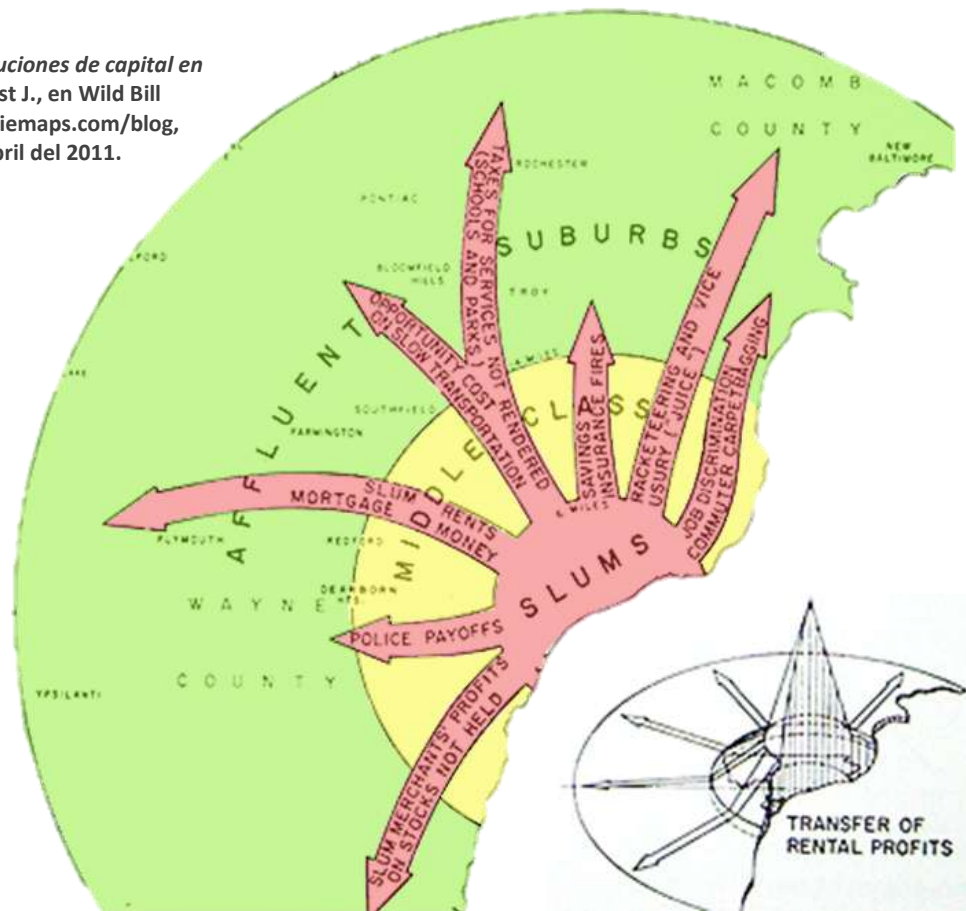 uciones de capital en
st J., en Wild Bill
iemaps.com/blog,
oril del 2011.
MACOMB
COUNTY
NEW
BALTIMORE
ROCHESTER
PONTIAC
SUBURBS
BLOOMFIELD
HILLS
TROY
TAXES FOR SERVICES NOT RENDERED
(SCHOOLS AND PARKS)
OPPORTUNITY COST
ON SLOW TRANSPORTATION
AFFLUENT
SOUTHFIELD
FARMINGTON
MIDDLE CLASS
SAVINGS
INSURANCE FIRES
RACKETEERING AND VICE
USURY ("JUICE")
JOB DISCRIMINATION
COMMUTER CARPETBAGGING
6 MILES
SLUM RENTS
MORTGAGE MONEY
PLYMOUTH
REDFORD
SLUMS
DEARBORN
HTS.
WAYNE
COUNTY
POLICE PAYOFFS
YPSILANTI
SLUM MERCHANTS' PROFITS
ON STOCKS NOT HELD
TRANSFER OF
RENTAL PROFITS